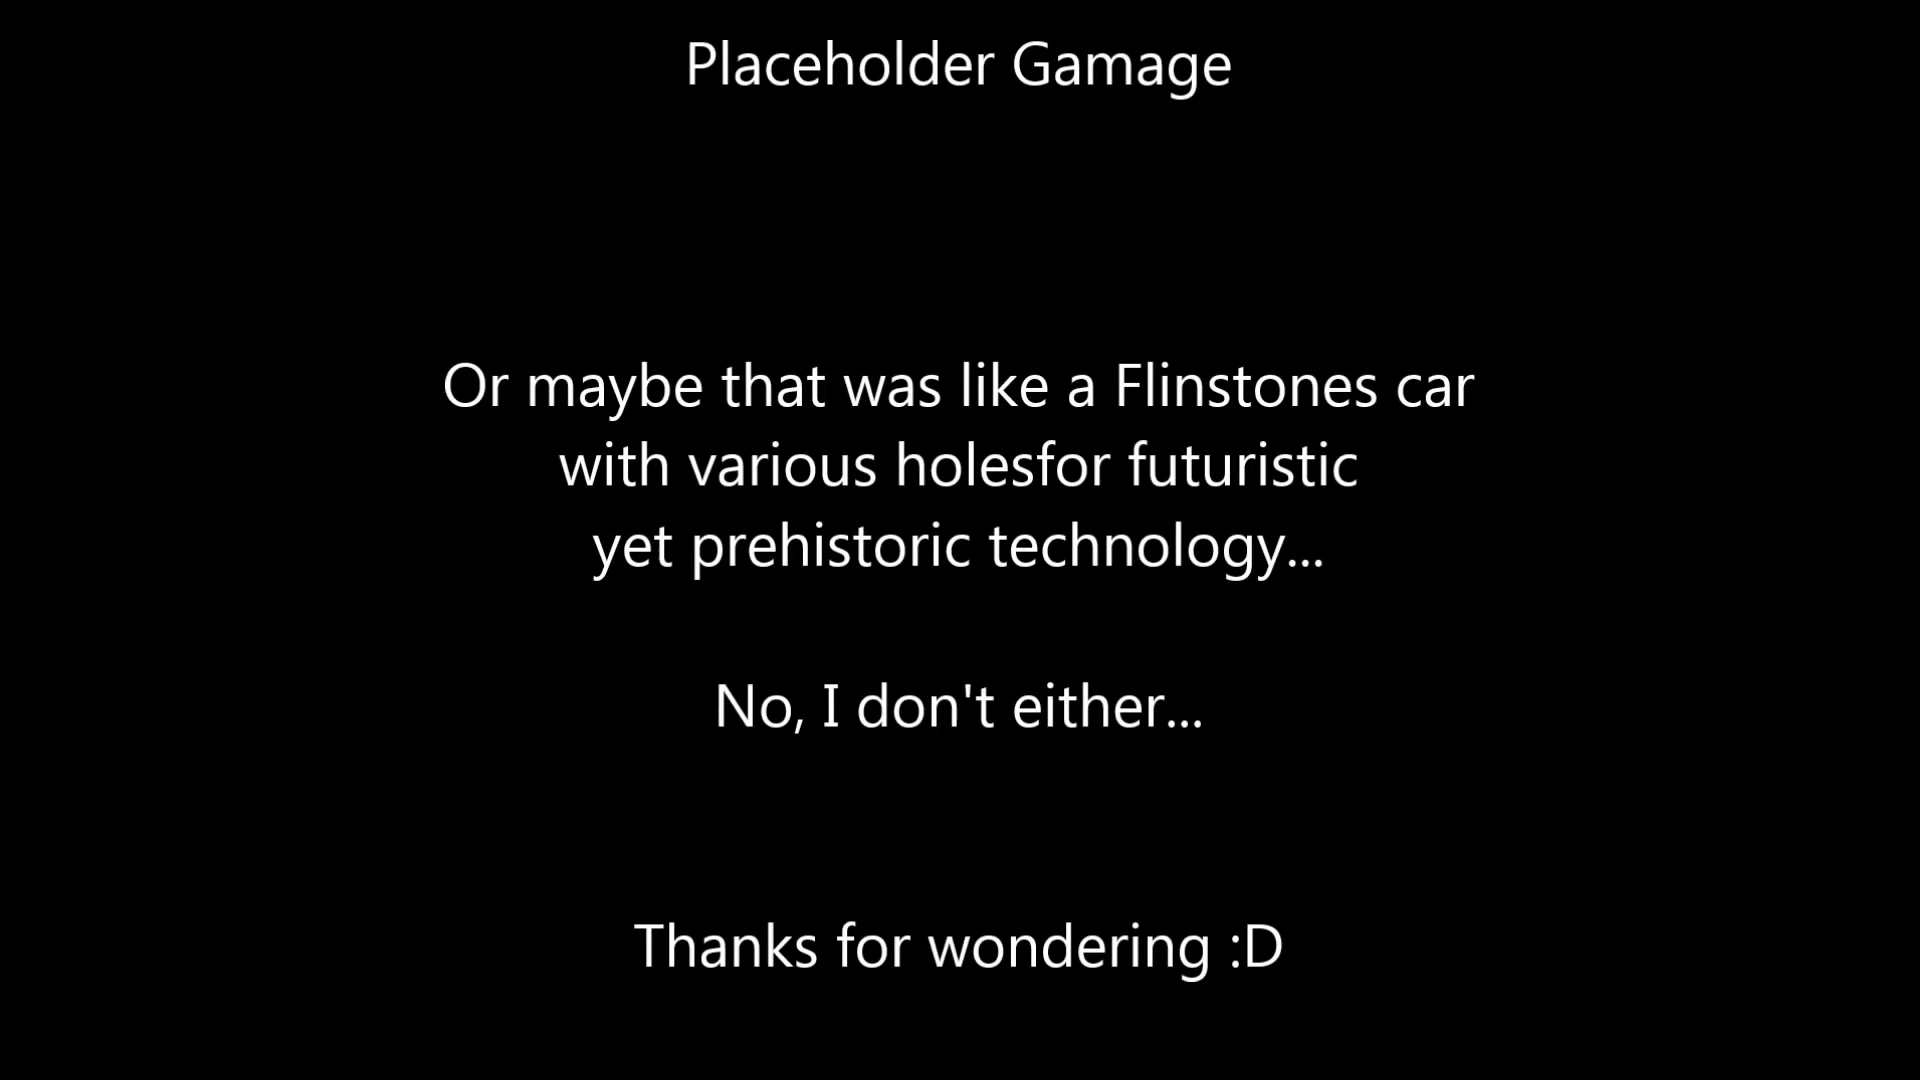 Placeholder Gamage
Or maybe that was like a Flinstones car
with various holesfor futuristic
yet prehistoric technology...
No, I don't either...
Thanks for wondering :D